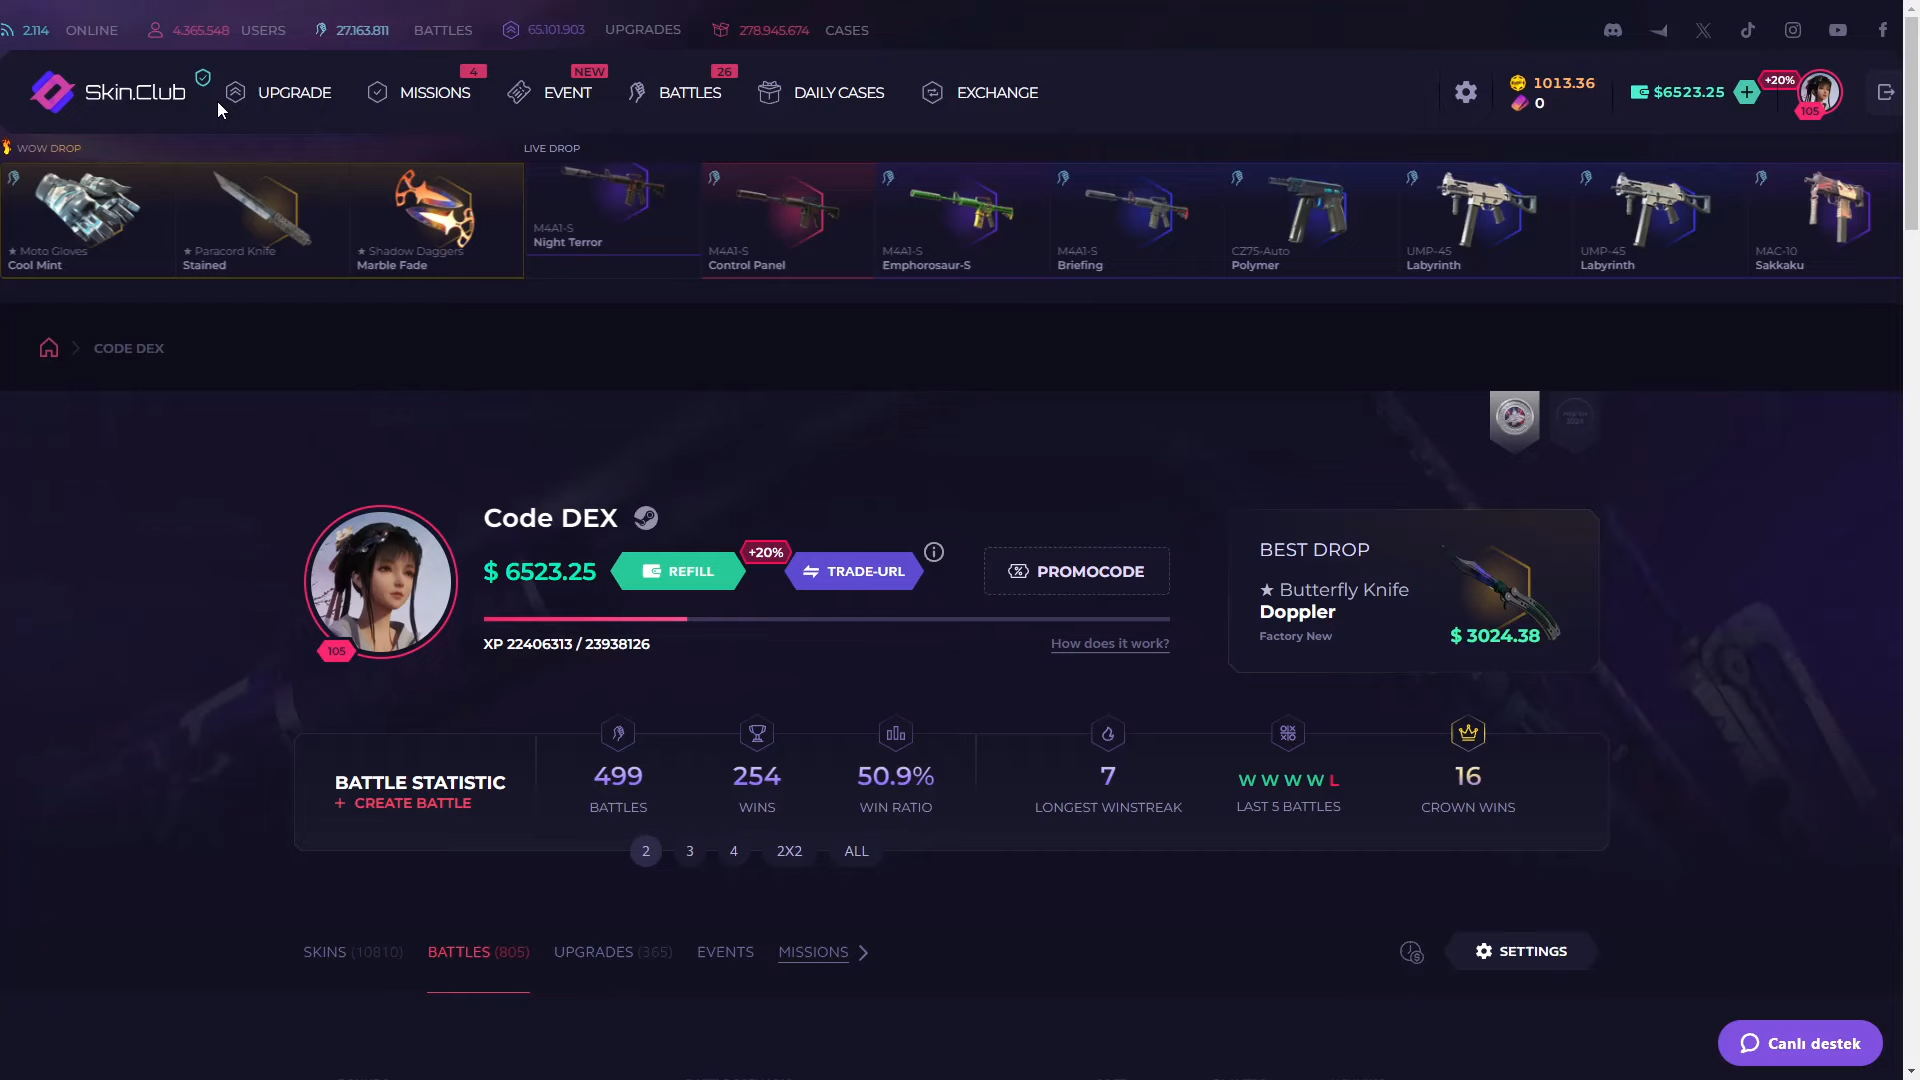 2.114 ONLINE 4.365.548 USERS 27.163.811 BATTLES 65.101.903 UPGRADES 278.945.674 CASES
Skin.Club UPGRADE MISSIONS 4 EVENT NEW BATTLES 26 DAILY CASES EXCHANGE 1013.36 $6523.25 + +20%
0 105
WOW DROP LIVE DROP
★ Moto Gloves
Cool Mint
★ Paracord Knife
Stained
★ Shadow Daggers
Marble Fade
M4A1-S
Night Terror
M4A1-S
Control Panel
M4A1-S
Emphorosaur-S
M4A1-S
Briefing
CZ75-Auto
Polymer
UMP-45
Labyrinth
UMP-45
Labyrinth
MAC-10
Sakkaku
CODE DEX
Code DEX
$ 6523.25 REFILL +20% TRADE-URL PROMOCODE
XP 22406313 / 23938126 How does it work?
105
BEST DROP
★ Butterfly Knife
Doppler
Factory New $ 3024.38
BATTLE STATISTIC
+ CREATE BATTLE
499
BATTLES
254
WINS
50.9%
WIN RATIO
7
LONGEST WINSTREAK
W W W W L
LAST 5 BATTLES
16
CROWN WINS
2 3 4 2X2 ALL
SKINS (10810) BATTLES (805) UPGRADES (365) EVENTS MISSIONS SETTINGS
Canlı destek